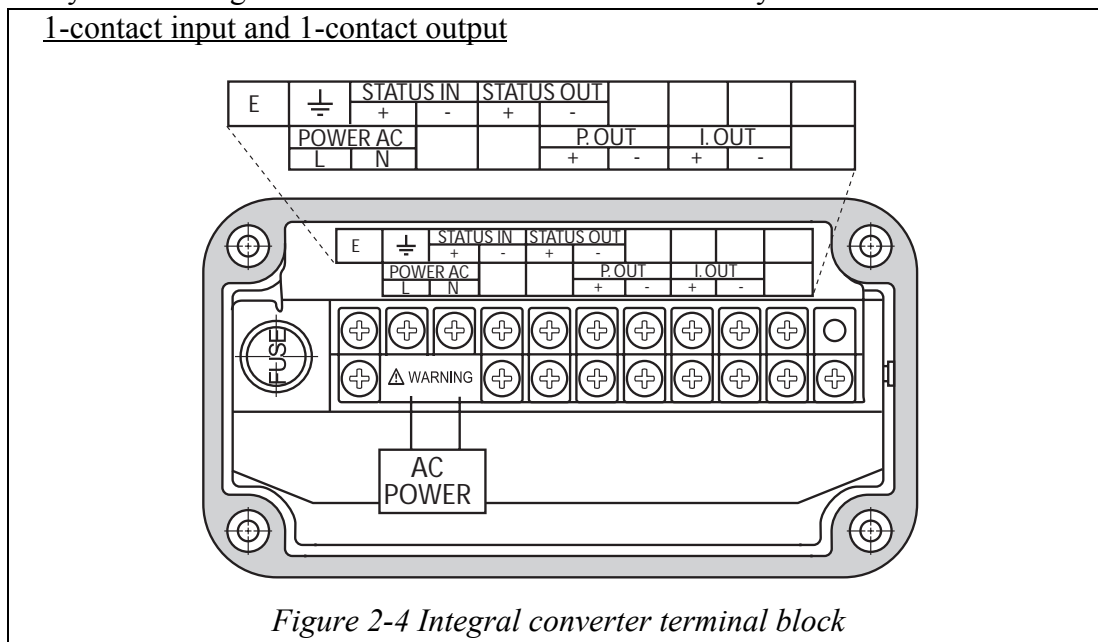 1-contact input and 1-contact output
E STATUS IN STATUS OUT
+ - + -
POWER AC P. OUT I. OUT
L N + - + -
E STATUS IN STATUS OUT
+ - + -
POWER AC P. OUT I. OUT
L N + - + -
FUSE
⚠ WARNING
AC
POWER
Figure 2-4 Integral converter terminal block